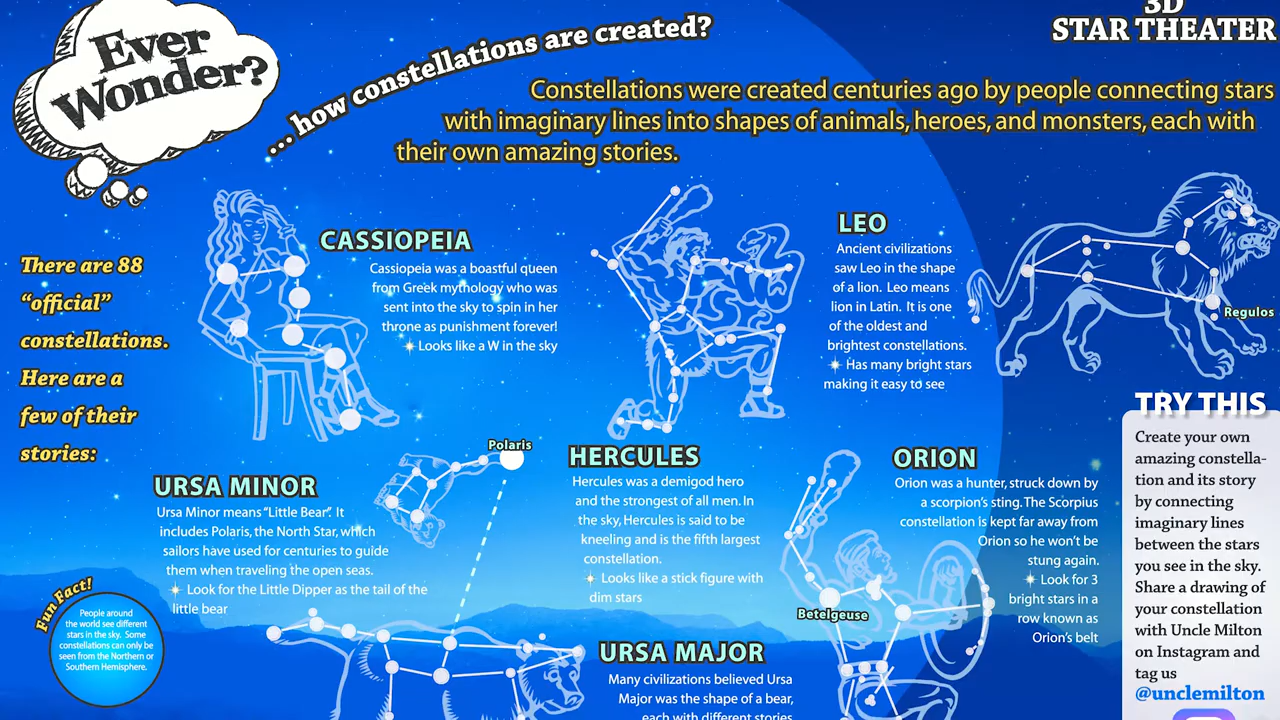 Ever
Wonder?
... how constellations are created?
3D
STAR THEATER
Constellations were created centuries ago by people connecting stars
with imaginary lines into shapes of animals, heroes, and monsters, each with
their own amazing stories.
There are 88
“official”
constellations.
Here are a
few of their
stories:
CASSIOPEIA
Cassiopeia was a boastful queen
from Greek mythology who was
sent into the sky to spin in her
throne as punishment forever!
Looks like a W in the sky
LEO
Ancient civilizations
saw Leo in the shape
of a lion. Leo means
lion in Latin. It is one
of the oldest and
brightest constellations.
Has many bright stars
making it easy to see
Regulos
URSA MINOR
Ursa Minor means “Little Bear”. It
includes Polaris, the North Star, which
sailors have used for centuries to guide
them when traveling the open seas.
Look for the Little Dipper as the tail of the
little bear
Polaris
HERCULES
Hercules was a demigod hero
and the strongest of all men. In
the sky, Hercules is said to be
kneeling and is the fifth largest
constellation.
Looks like a stick figure with
dim stars
ORION
Orion was a hunter, struck down by
a scorpion’s sting. The Scorpius
constellation is kept far away from
Orion so he won’t be
stung again.
Look for 3
bright stars in a
row known as
Orion’s belt
Betelgeuse
Fun Fact!
People around
the world see different
stars in the sky. Some
constellations can only be
seen from the Northern or
Southern Hemisphere.
URSA MAJOR
Many civilizations believed Ursa
Major was the shape of a bear,
each with different stories
TRY THIS
Create your own
amazing constella-
tion and its story
by connecting
imaginary lines
between the stars
you see in the sky.
Share a drawing of
your constellation
with Uncle Milton
on Instagram and
tag us
@unclemilton